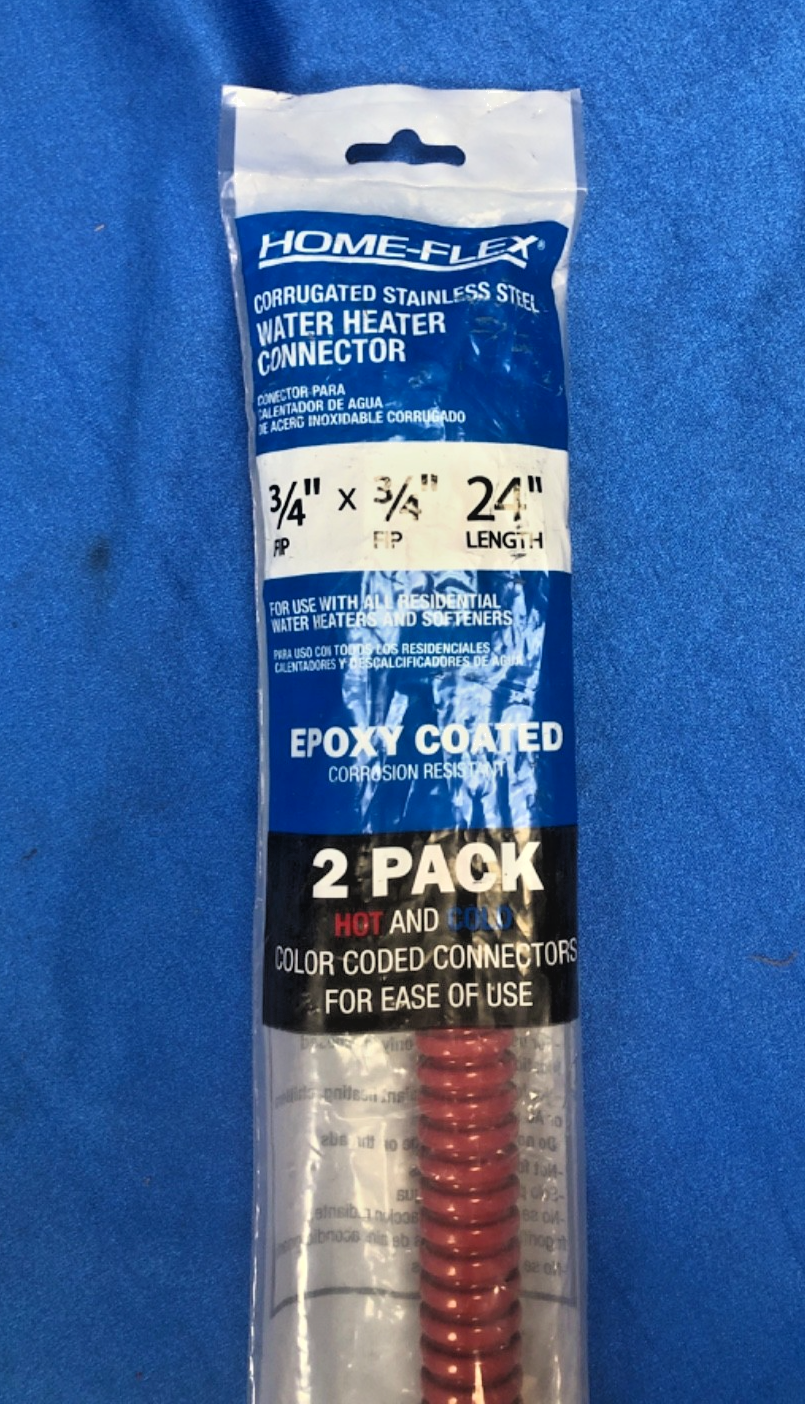 HOME-FLEX®
CORRUGATED STAINLESS STEEL
WATER HEATER
CONNECTOR
CONECTOR PARA
CALENTADOR DE AGUA
DE ACERO INOXIDABLE CORRUGADO
3/4" x 3/4" 24"
FIP FIP LENGTH
FOR USE WITH ALL RESIDENTIAL
WATER HEATERS AND SOFTENERS
PARA USO CON TODOS LOS RESIDENCIALES
CALENTADORES Y DESCALCIFICADORES DE AGUA
EPOXY COATED
CORROSION RESISTANT
2 PACK
HOT AND COLD
COLOR CODED CONNECTORS
FOR EASE OF USE